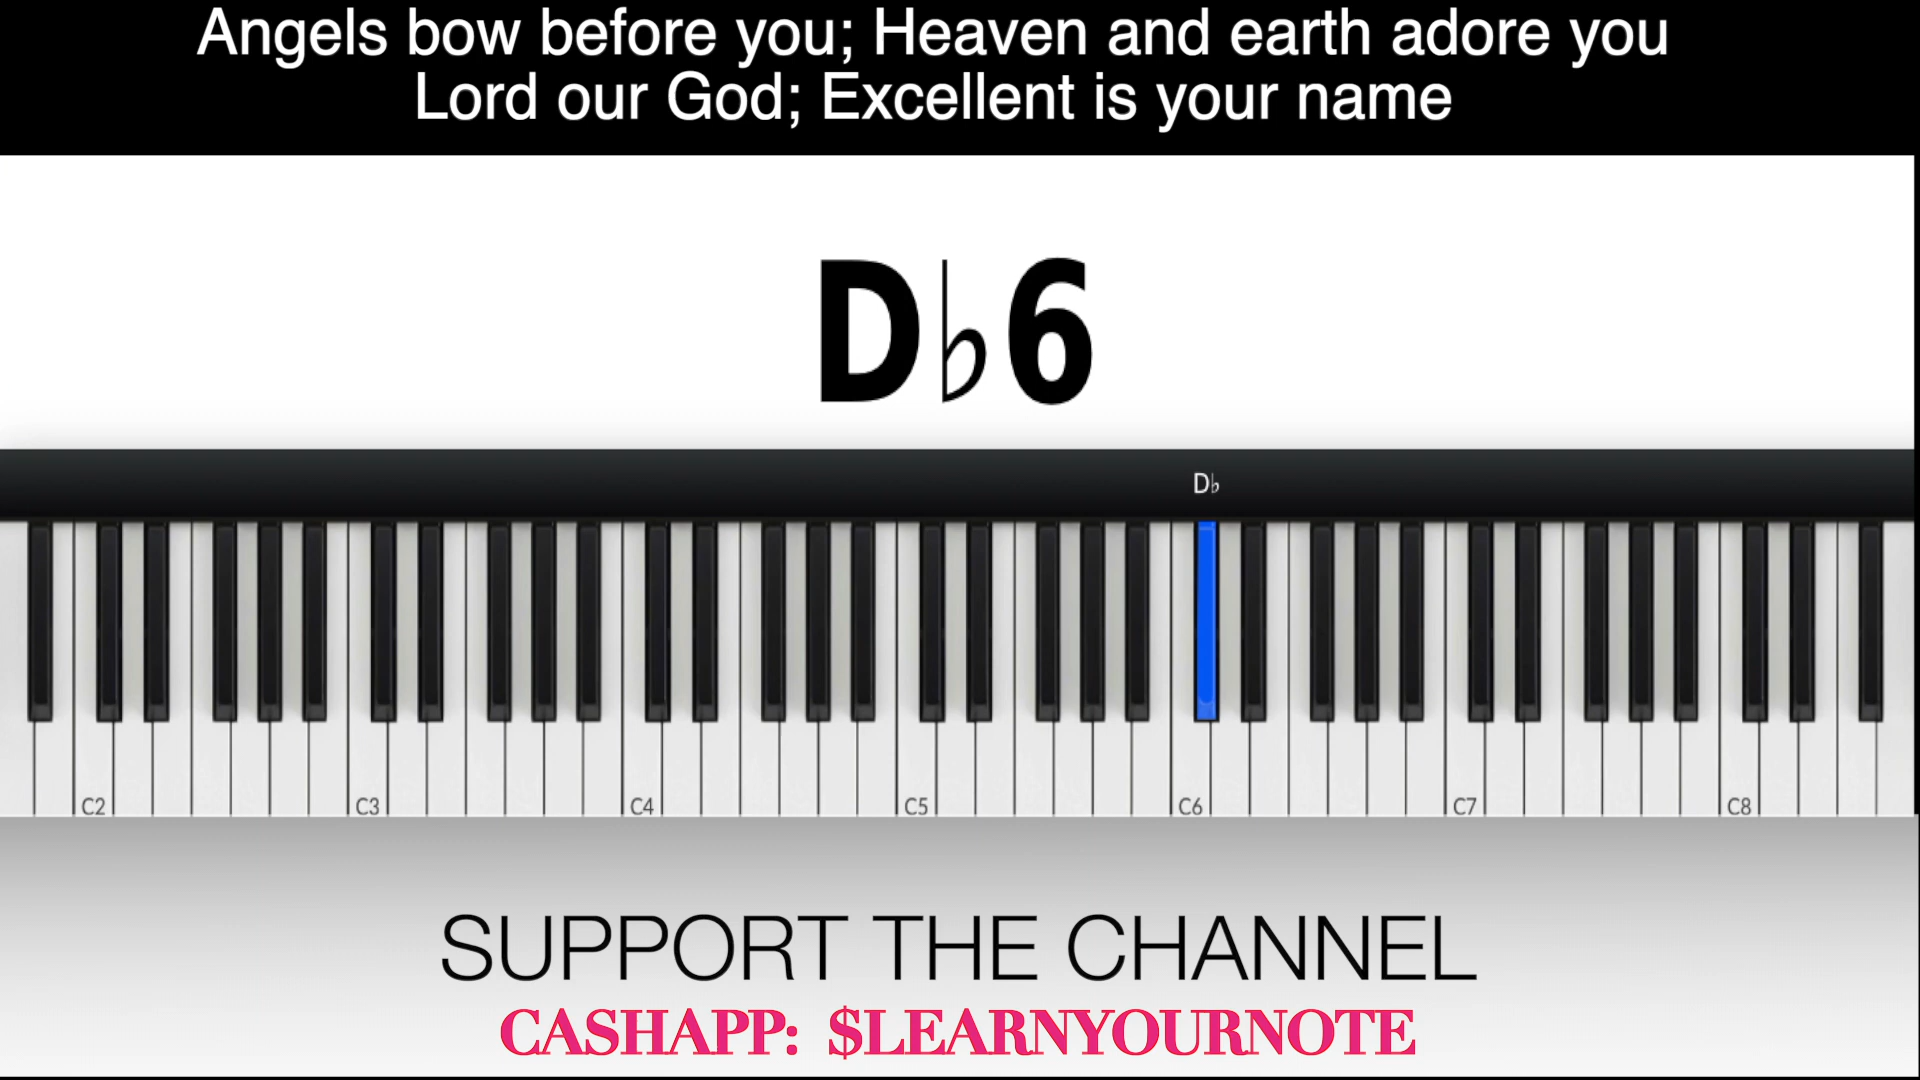 Angels bow before you; Heaven and earth adore you
Lord our God; Excellent is your name
D♭6
D♭
C2 C3 C4 C5 C6 C7 C8
SUPPORT THE CHANNEL
CASHAPP: $LEARNYOURNOTE